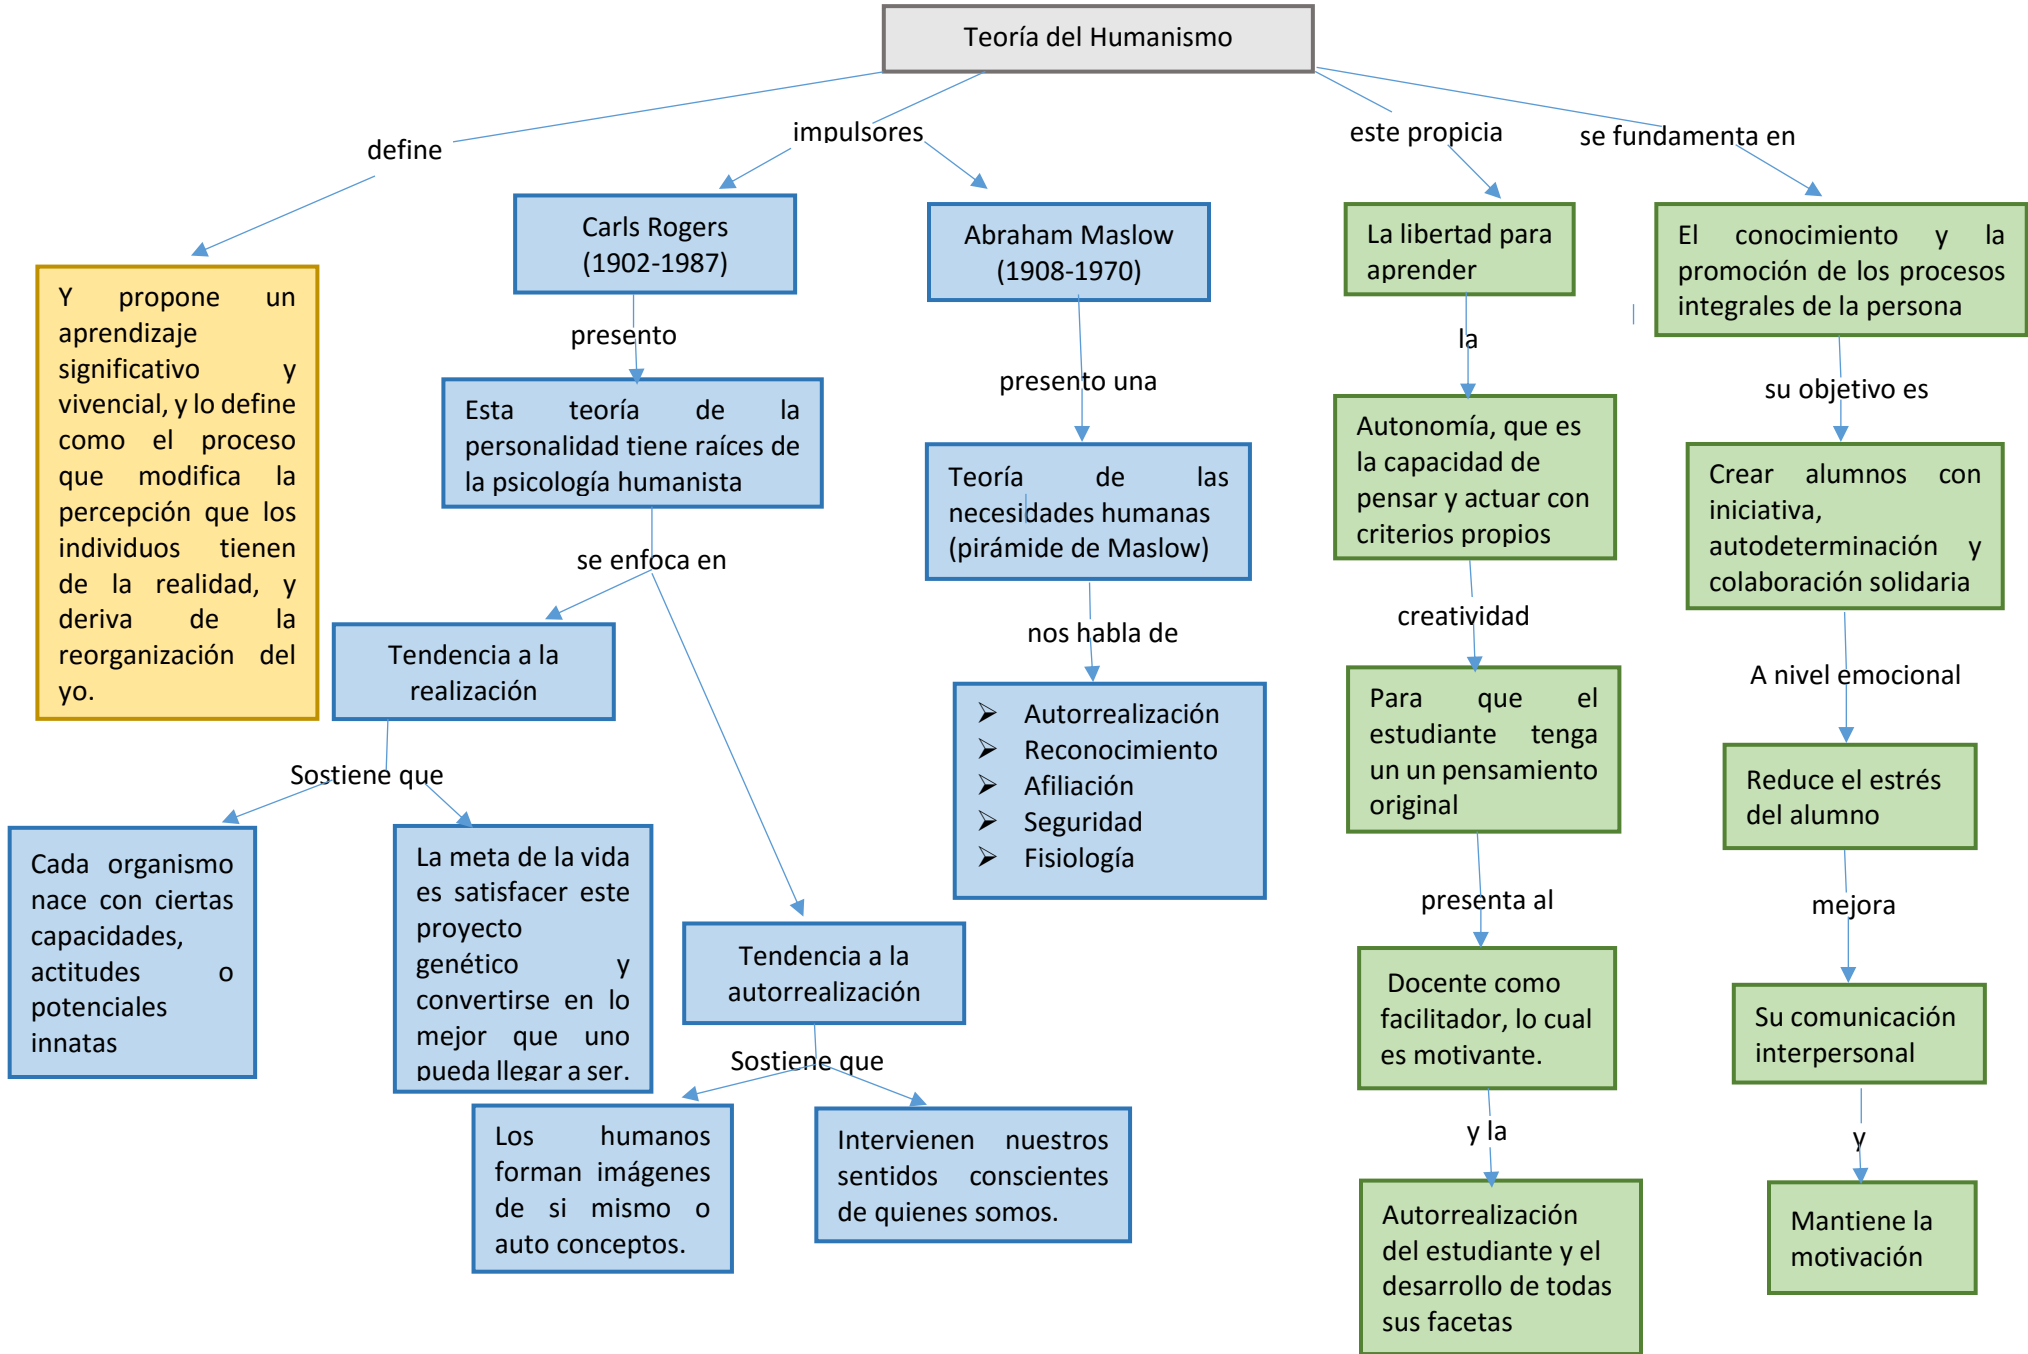 Teoría del Humanismo
define
impulsores
este propicia
se fundamenta en
Y propone un
aprendizaje
significativo y
vivencial, y lo define
como el proceso
que modifica la
percepción que los
individuos tienen
de la realidad, y
deriva de la
reorganización del
yo.
Carls Rogers
(1902-1987)
presento
Esta teoría de la
personalidad tiene raíces de
la psicología humanista
se enfoca en
Tendencia a la
realización
Sostiene que
Cada organismo
nace con ciertas
capacidades,
actitudes o
potenciales
innatas
La meta de la vida
es satisfacer este
proyecto
genético y
convertirse en lo
mejor que uno
pueda llegar a ser.
Tendencia a la
autorrealización
Sostiene que
Los humanos
forman imágenes
de si mismo o
auto conceptos.
Intervienen nuestros
sentidos conscientes
de quienes somos.
Abraham Maslow
(1908-1970)
presento una
Teoría de las
necesidades humanas
(pirámide de Maslow)
nos habla de
⮚ Autorrealización
⮚ Reconocimiento
⮚ Afiliación
⮚ Seguridad
⮚ Fisiología
La libertad para
aprender
la
Autonomía, que es
la capacidad de
pensar y actuar con
criterios propios
creatividad
Para que el
estudiante tenga
un un pensamiento
original
presenta al
Docente como
facilitador, lo cual
es motivante.
y la
Autorrealización
del estudiante y el
desarrollo de todas
sus facetas
El conocimiento y la
promoción de los procesos
integrales de la persona
su objetivo es
Crear alumnos con
iniciativa,
autodeterminación y
colaboración solidaria
A nivel emocional
Reduce el estrés
del alumno
mejora
Su comunicación
interpersonal
y
Mantiene la
motivación